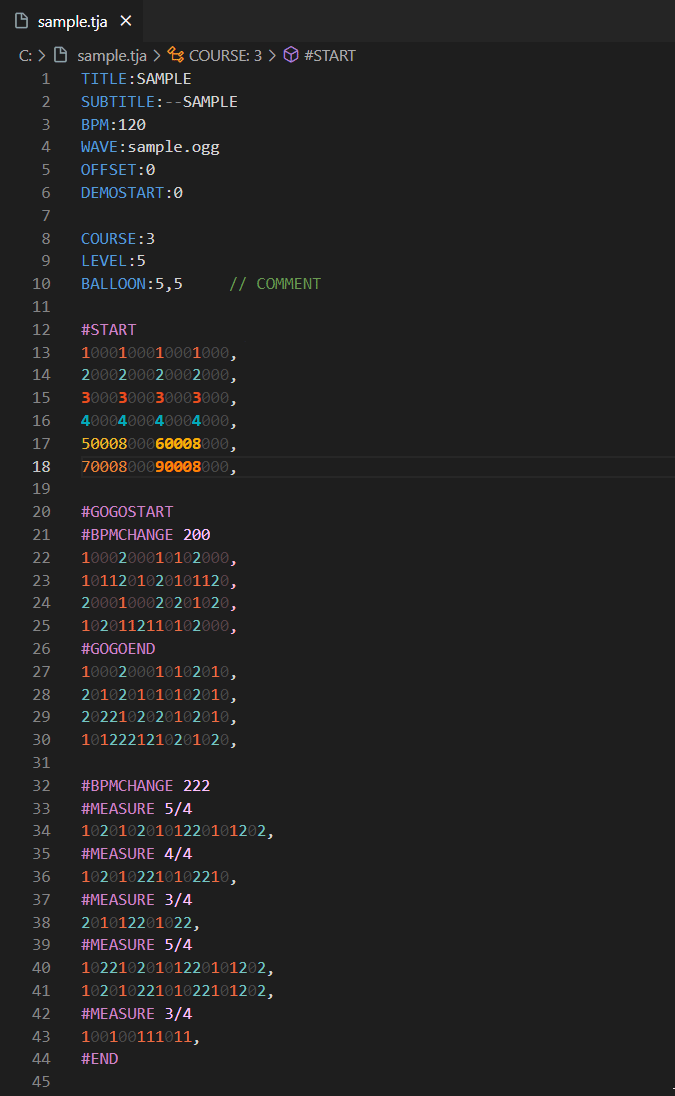 sample.tja ×
C: > sample.tja > COURSE: 3 > #START
1 TITLE:SAMPLE
2 SUBTITLE:--SAMPLE
3 BPM:120
4 WAVE:sample.ogg
5 OFFSET:0
6 DEMOSTART:0
7
8 COURSE:3
9 LEVEL:5
10 BALLOON:5,5     // COMMENT
11
12 #START
13 1000100010001000,
14 2000200020002000,
15 3000300030003000,
16 4000400040004000,
17 5000800060008000,
18 7000800090008000,
19
20 #GOGOSTART
21 #BPMCHANGE 200
22 1000200010102000,
23 1011201020101120,
24 2000100020201020,
25 1020112110102000,
26 #GOGOEND
27 1000200010102010,
28 2010201010102010,
29 2022102020102010,
30 1012221210201020,
31
32 #BPMCHANGE 222
33 #MEASURE 5/4
34 10201020101220101202,
35 #MEASURE 4/4
36 1020102210102210,
37 #MEASURE 3/4
38 201012201022,
39 #MEASURE 5/4
40 10221020101220101202,
41 10201022101022101202,
42 #MEASURE 3/4
43 100100111011,
44 #END
45